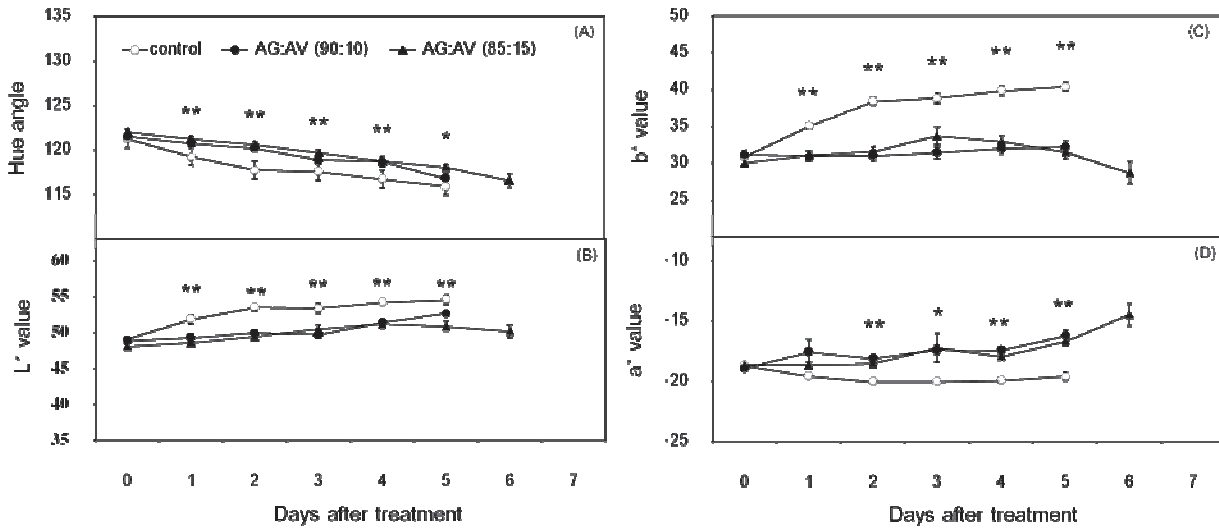 135
130
125
120
115
Hue angle
(A)
control AG:AV (90:10) AG:AV (85:15)
** ** ** ** *
60
55
50
45
40
35
L* value
(B)
** ** ** ** **
0 1 2 3 4 5 6 7
Days after treatment
50
45
40
35
30
25
b* value
(C)
** ** ** ** **
-10
-15
-20
-25
a* value
(D)
** * ** **
0 1 2 3 4 5 6 7
Days after treatment